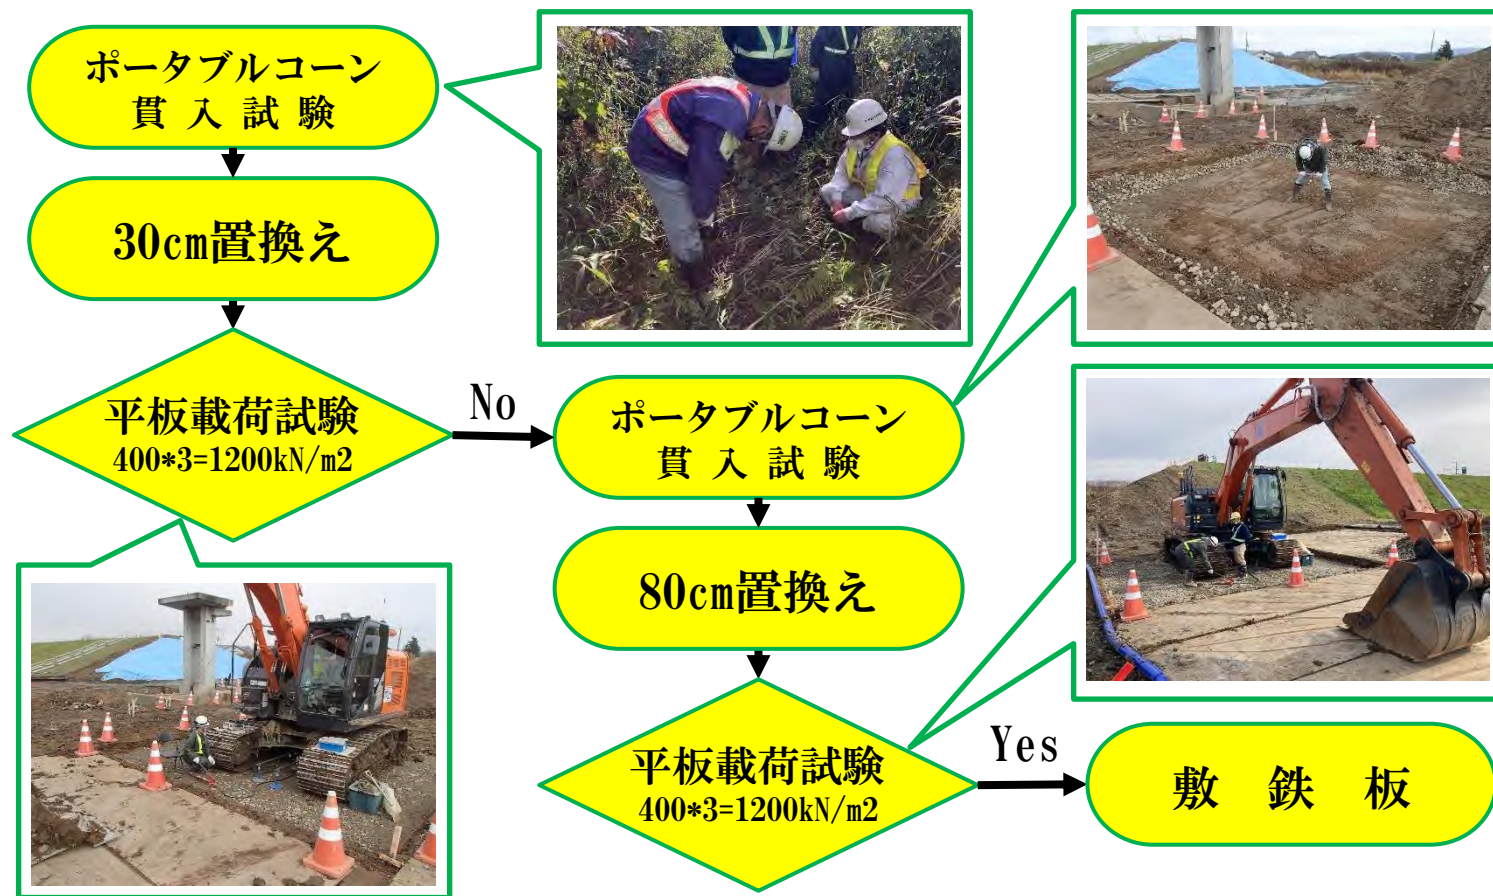 ポータブルコーン
貫入試験
30cm置換え
平板載荷試験
400*3=1200kN/m2
No
ポータブルコーン
貫入試験
80cm置換え
平板載荷試験
400*3=1200kN/m2
Yes
敷鉄板